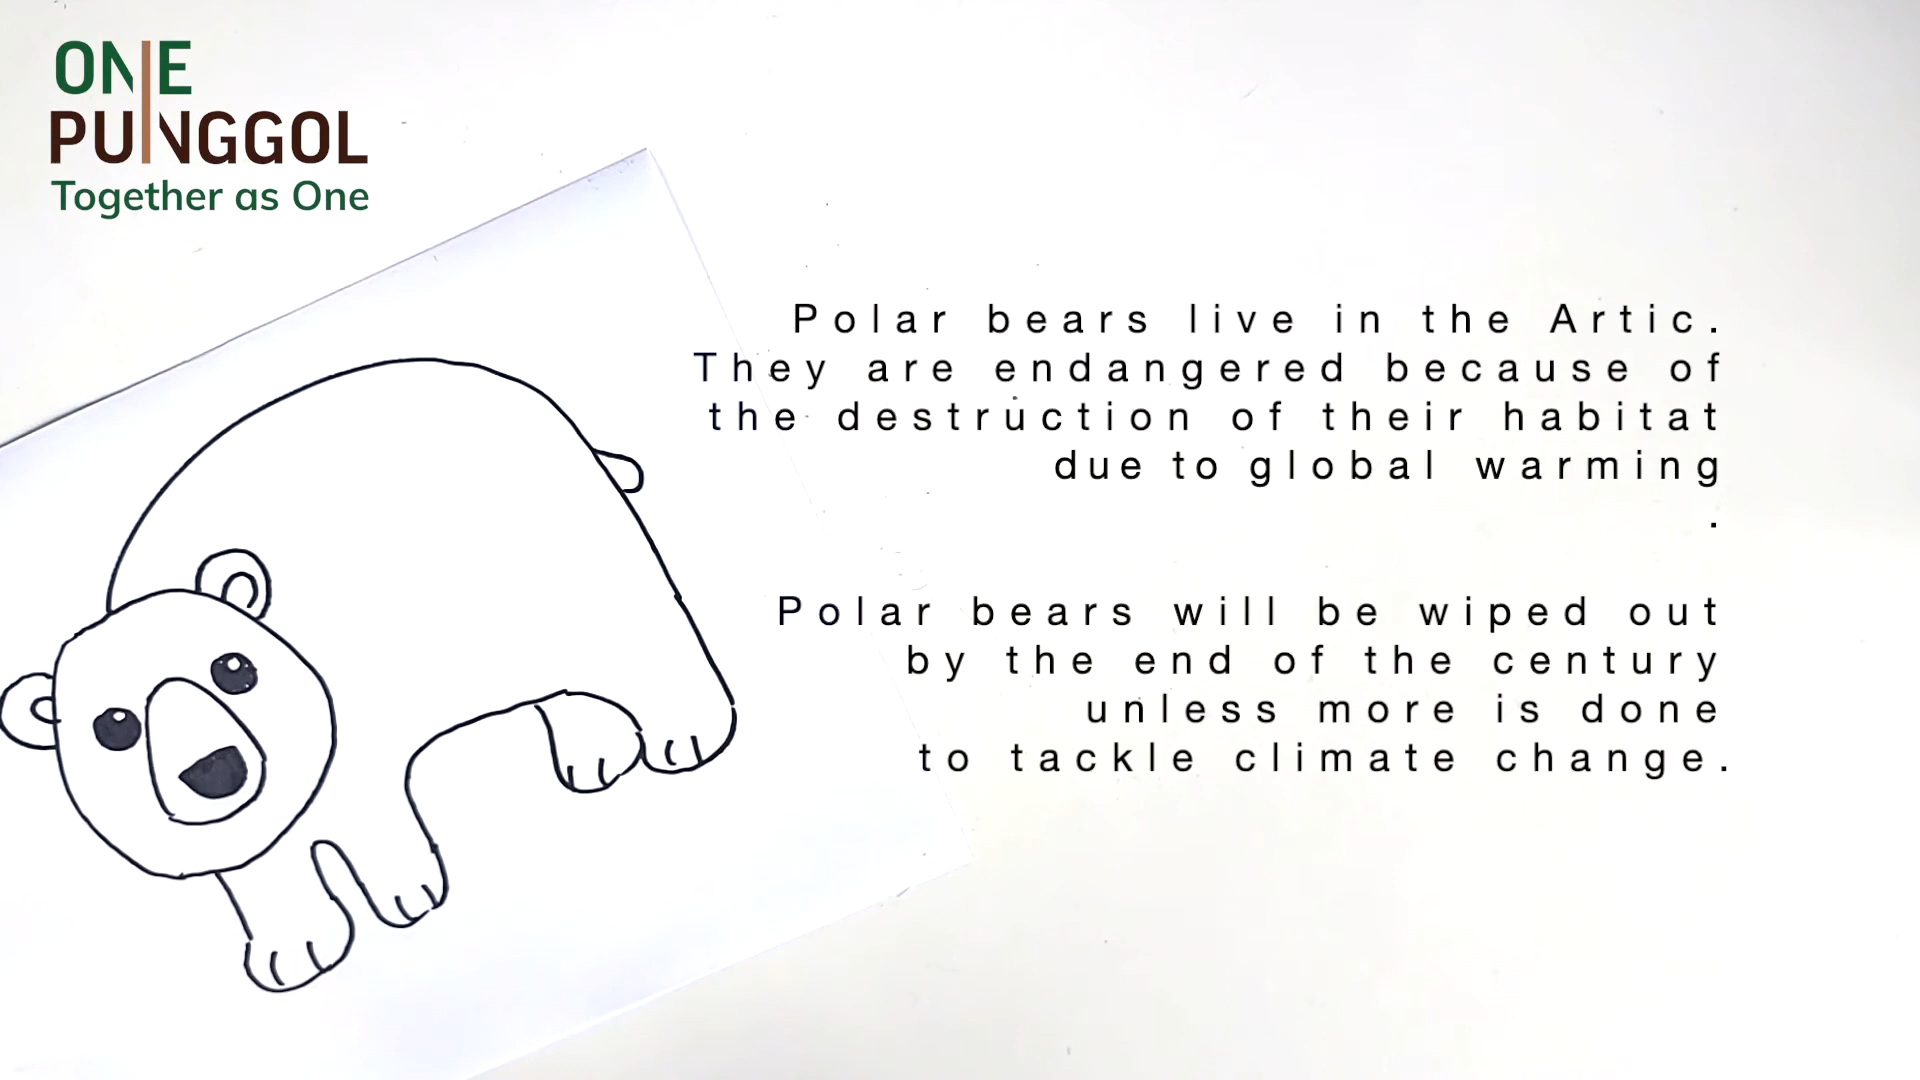 ONE
PUNGGOL
Together as One
Polar bears live in the Artic.
They are endangered because of
the destruction of their habitat
due to global warming
.
Polar bears will be wiped out
by the end of the century
unless more is done
to tackle climate change.